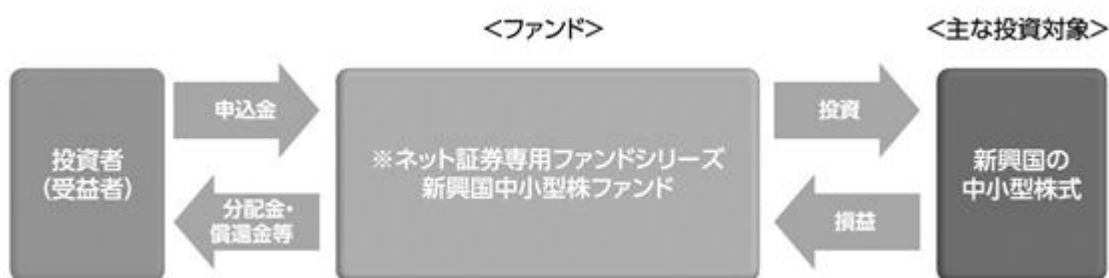 <ファンド>
<主な投資対象>
投資者
(受益者)
申込金
分配金・
償還金等
※ネット証券専用ファンドシリーズ
新興国中小型株ファンド
投資
損益
新興国の
中小型株式